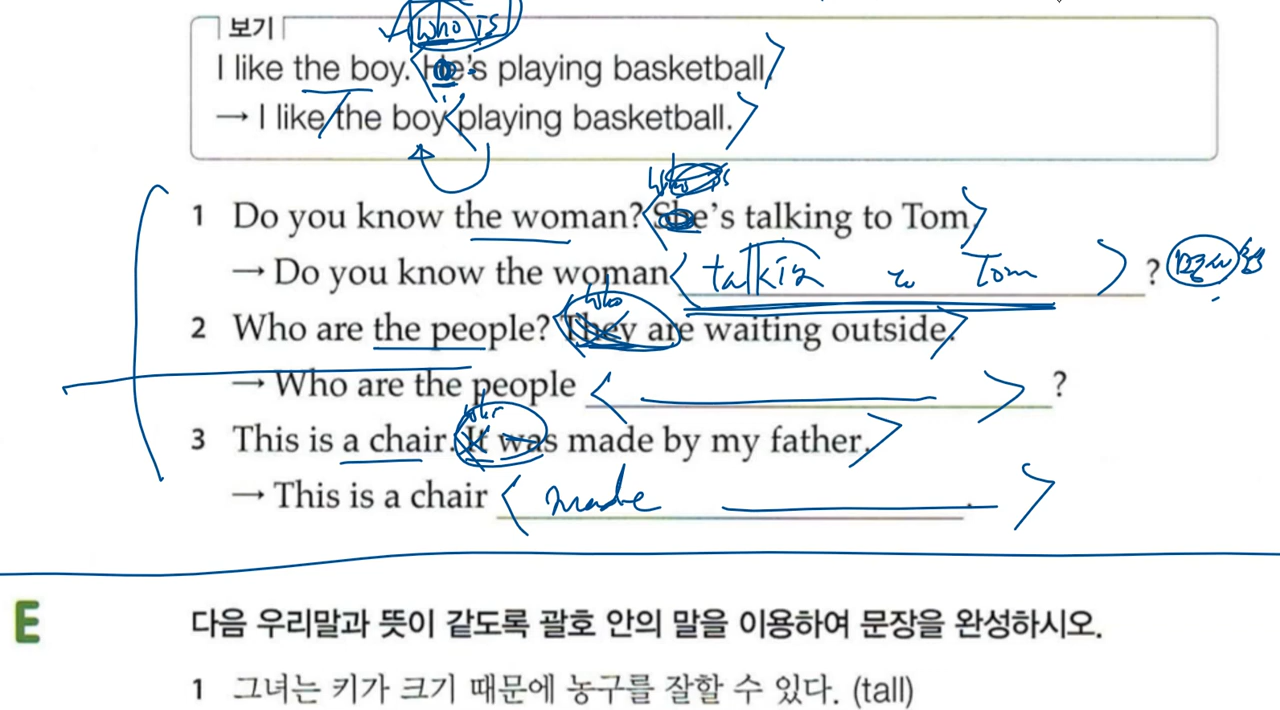 보기
who is
I like the boy. He's playing basketball.
→ I like the boy playing basketball.
who is
1 Do you know the woman? She's talking to Tom.
→ Do you know the woman talking to Tom ?
who
2 Who are the people? They are waiting outside.
→ Who are the people ?
3 This is a chair. It was made by my father.
→ This is a chair made .
E 다음 우리말과 뜻이 같도록 괄호 안의 말을 이용하여 문장을 완성하시오.
1 그녀는 키가 크기 때문에 농구를 잘할 수 있다. (tall)